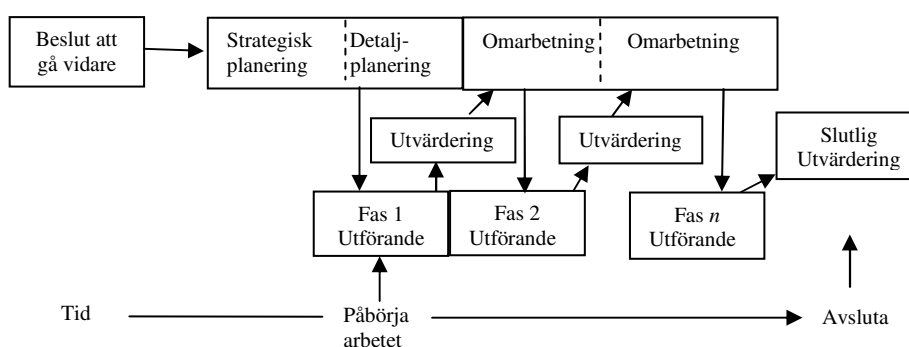 Beslut att
gå vidare
Strategisk
planering
Detalj-
planering
Omarbetning
Omarbetning
Utvärdering
Utvärdering
Slutlig
Utvärdering
Fas 1
Utförande
Fas 2
Utförande
Fas n
Utförande
Tid
Påbörja
arbetet
Avsluta